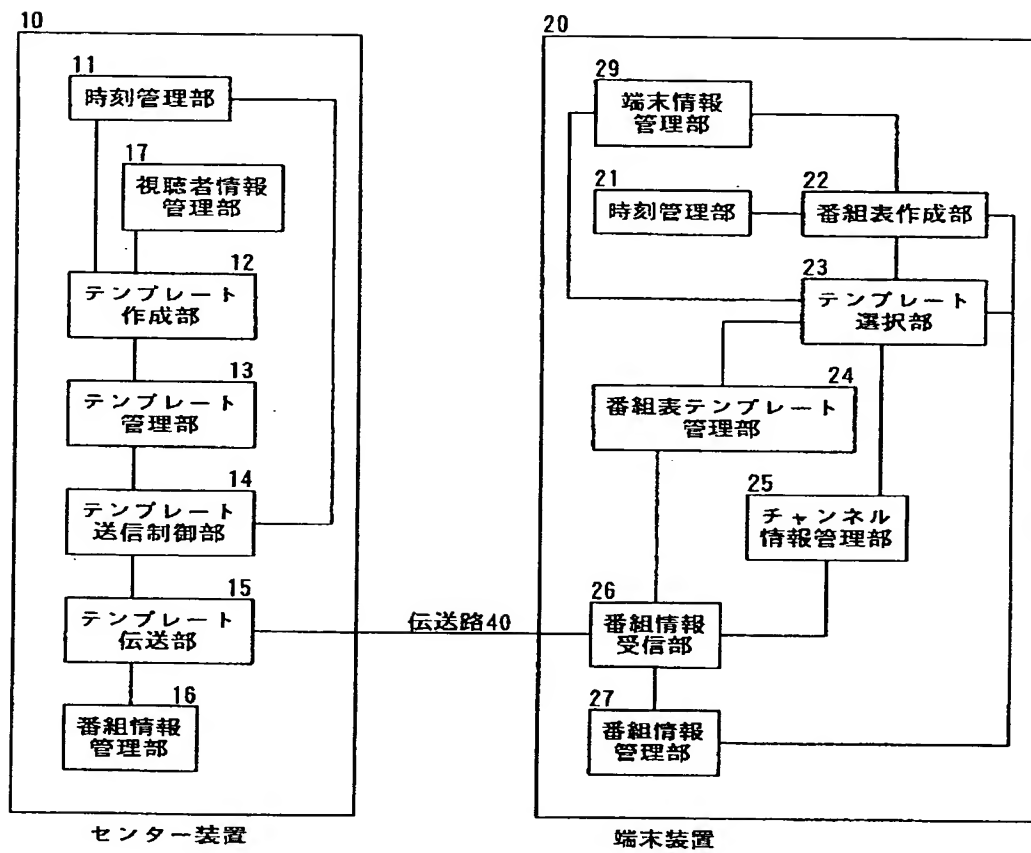 10
11
時刻管理部
17
視聴者情報
管理部
12
テンプレート
作成部
13
テンプレート
管理部
14
テンプレート
送信制御部
15
テンプレート
伝送部
16
番組情報
管理部
センター装置
伝送路40
20
29
端末情報
管理部
21
時刻管理部
22
番組表作成部
23
テンプレート
選択部
24
番組表テンプレート
管理部
25
チャンネル
情報管理部
26
番組情報
受信部
27
番組情報
管理部
端末装置